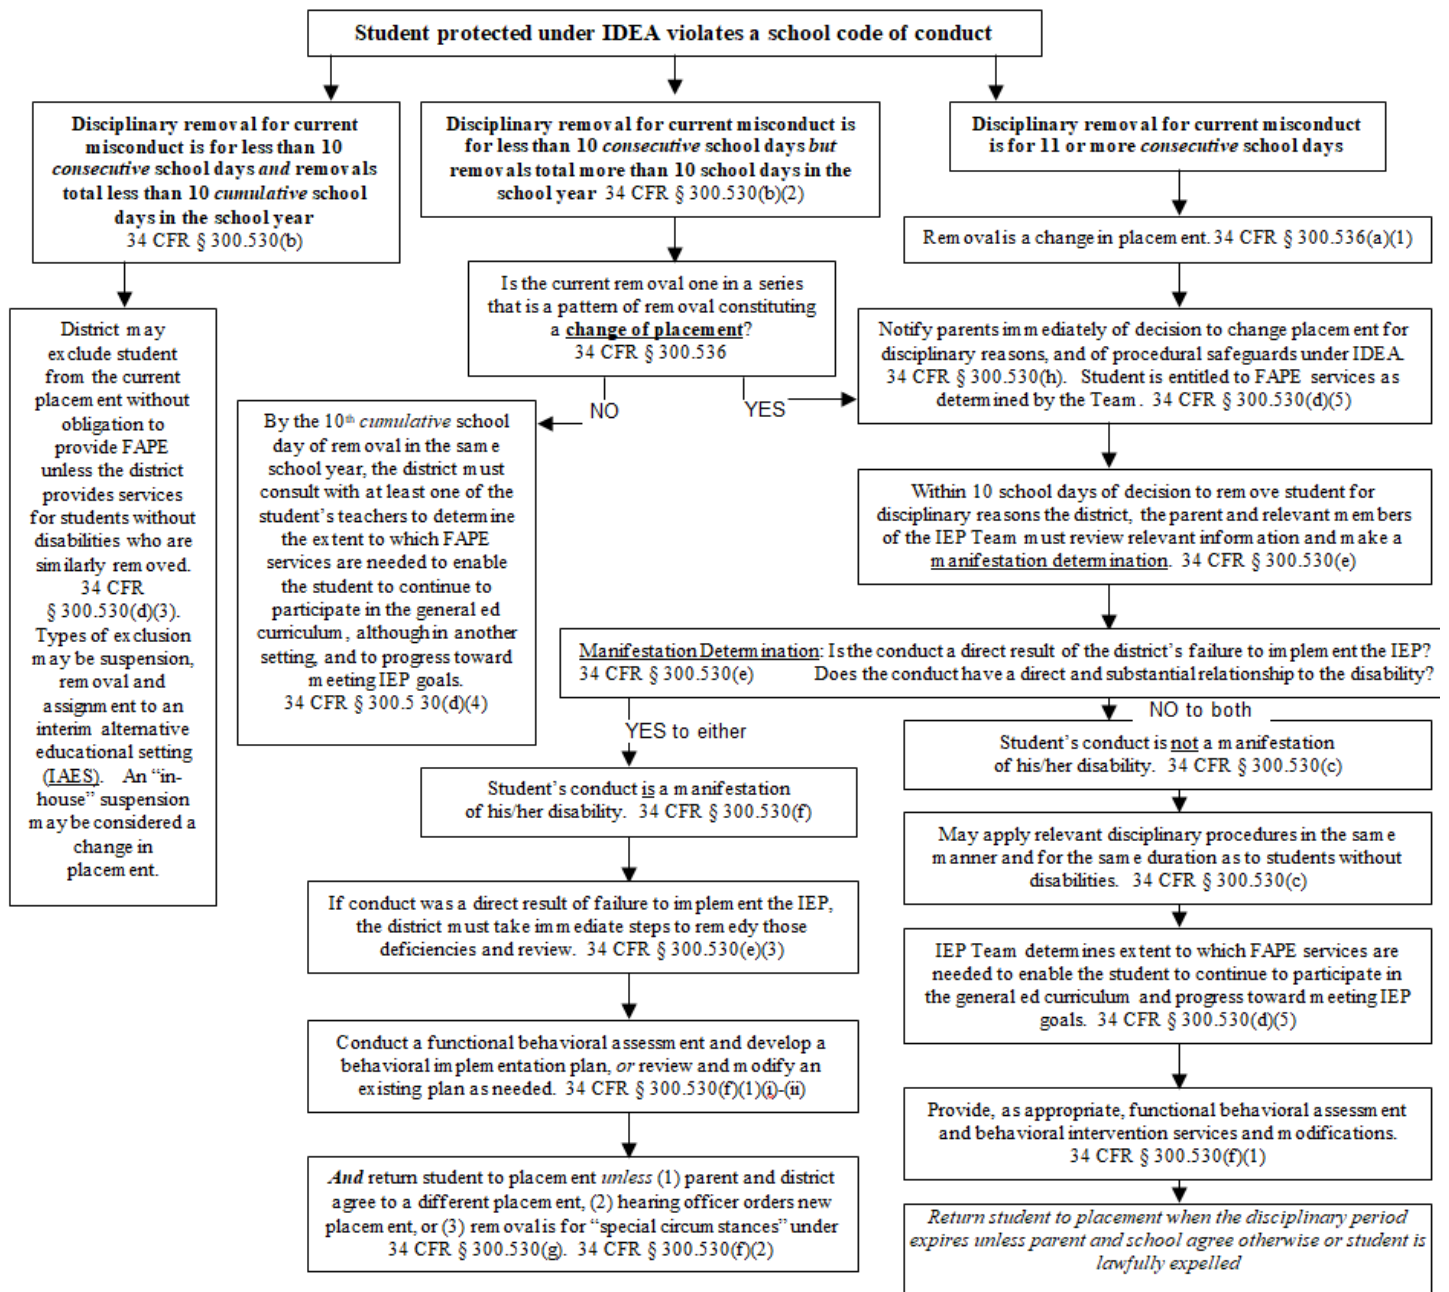 Student protected under IDEA violates a school code of conduct
Disciplinary removal for current
misconduct is for less than 10
consecutive school days and removals
total less than 10 cumulative school
days in the school year
34 CFR § 300.530(b)
Disciplinary removal for current misconduct is
for less than 10 consecutive school days but
removals total more than 10 school days in the
school year 34 CFR § 300.530(b)(2)
Disciplinary removal for current misconduct
is for 11 or more consecutive school days
Removal is a change in placement. 34 CFR § 300.536(a)(1)
Is the current removal one in a series
that is a pattern of removal constituting
a change of placement?
34 CFR § 300.536
NO
YES
District may
exclude student
from the current
placement without
obligation to
provide FAPE
unless the district
provides services
for students without
disabilities who are
similarly removed.
34 CFR
§ 300.530(d)(3).
Types of exclusion
may be suspension,
removal and
assignment to an
interim alternative
educational setting
(IAES). An “in-
house” suspension
may be considered a
change in
placement.
By the 10th cumulative school
day of removal in the same
school year, the district must
consult with at least one of the
student’s teachers to determine
the extent to which FAPE
services are needed to enable
the student to continue to
participate in the general ed
curriculum, although in another
setting, and to progress toward
meeting IEP goals.
34 CFR § 300.5 30(d)(4)
Notify parents immediately of decision to change placement for
disciplinary reasons, and of procedural safeguards under IDEA.
34 CFR § 300.530(h). Student is entitled to FAPE services as
determined by the Team. 34 CFR § 300.530(d)(5)
Within 10 school days of decision to remove student for
disciplinary reasons the district, the parent and relevant members
of the IEP Team must review relevant information and make a
manifestation determination. 34 CFR § 300.530(e)
Manifestation Determination: Is the conduct a direct result of the district’s failure to implement the IEP?
34 CFR § 300.530(e) Does the conduct have a direct and substantial relationship to the disability?
YES to either
NO to both
Student’s conduct is a manifestation
of his/her disability. 34 CFR § 300.530(f)
If conduct was a direct result of failure to implement the IEP,
the district must take immediate steps to remedy those
deficiencies and review. 34 CFR § 300.530(e)(3)
Conduct a functional behavioral assessment and develop a
behavioral implementation plan, or review and modify an
existing plan as needed. 34 CFR § 300.530(f)(1)(i)-(ii)
And return student to placement unless (1) parent and district
agree to a different placement, (2) hearing officer orders new
placement, or (3) removal is for “special circumstances” under
34 CFR § 300.530(g). 34 CFR § 300.530(f)(2)
Student’s conduct is not a manifestation
of his/her disability. 34 CFR § 300.530(c)
May apply relevant disciplinary procedures in the same
manner and for the same duration as to students without
disabilities. 34 CFR § 300.530(c)
IEP Team determines extent to which FAPE services are
needed to enable the student to continue to participate in
the general ed curriculum and progress toward meeting IEP
goals. 34 CFR § 300.530(d)(5)
Provide, as appropriate, functional behavioral assessment
and behavioral intervention services and modifications.
34 CFR § 300.530(f)(1)
Return student to placement when the disciplinary period
expires unless parent and school agree otherwise or student is
lawfully expelled